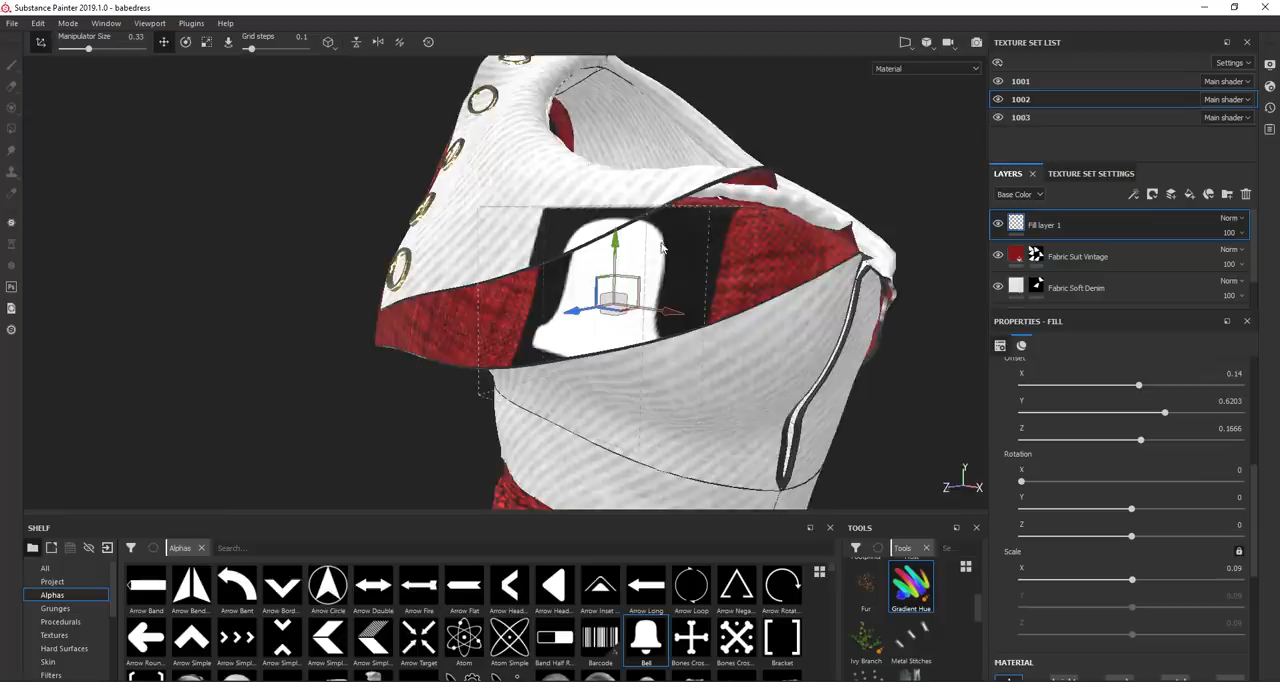 Substance Painter 2019.1.0 - babedress
File Edit Mode Window Viewport Plugins Help
Manipulator Size 0.33 Grid steps 0.1
Material
TEXTURE SET LIST
Settings
1001 Main shader
1002 Main shader
1003 Main shader
LAYERS TEXTURE SET SETTINGS
Base Color
Fill layer 1 Norm 100
Fabric Suit Vintage Norm 100
Fabric Soft Denim Norm 100
PROPERTIES - FILL
Offset
X 0.14
Y 0.6203
Z 0.1666
Rotation
X 0
Y 0
Z 0
Scale
X 0.09
Y 0.09
Z 0.09
MATERIAL
Y
Z X
SHELF
Alphas Search...
All
Project
Alphas
Grunges
Procedurals
Textures
Hard Surfaces
Skin
Filters
Arrow Band Arrow Bend... Arrow Bent Arrow Bord... Arrow Circle Arrow Double Arrow Fire Arrow Flat Arrow Head... Arrow Head... Arrow Inset ... Arrow Long Arrow Loop Arrow Nega... Arrow Rotat...
Arrow Roun... Arrow Simple Arrow Simpl... Arrow Simpl... Arrow Simpl... Arrow Simpl... Arrow Target Atom Atom Simple Band Half R... Barcode Bell Bones Cros... Bones Cros... Bracket
TOOLS
Tools Se...
Fur Gradient Hue
Ivy Branch Metal Stitches
Ps